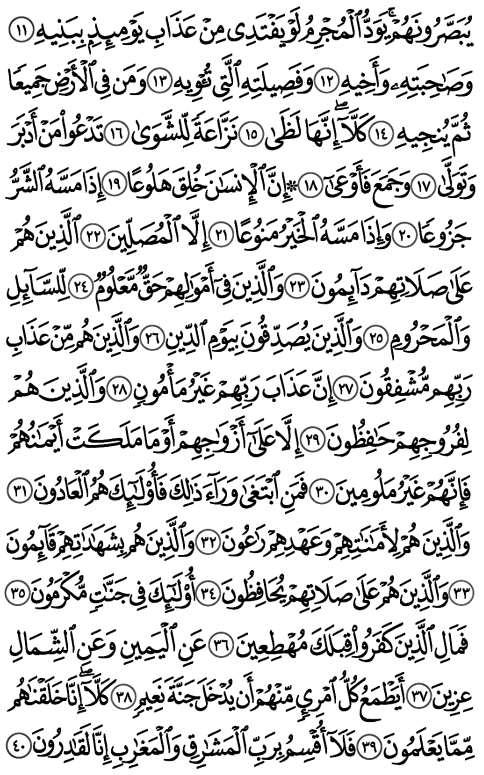 يُبَصَّرُونَهُمْۚ يَوَدُّ ٱلْمُجْرِمُ لَوْ يَفْتَدِى مِنْ عَذَابِ يَوْمِئِذٍۭ بِبَنِيهِ ١١
وَصَٰحِبَتِهِۦ وَأَخِيهِ ١٢ وَفَصِيلَتِهِ ٱلَّتِى تُـْٔوِيهِ ١٣ وَمَن فِى ٱلْأَرْضِ جَمِيعًا
ثُمَّ يُنجِيهِ ١٤ كَلَّآۖ إِنَّهَا لَظَىٰ ١٥ نَزَّاعَةً لِّلشَّوَىٰ ١٦ تَدْعُوا۟ مَنْ أَدْبَرَ
وَتَوَلَّىٰ ١٧ وَجَمَعَ فَأَوْعَىٰٓ ١٨ ۞ إِنَّ ٱلْإِنسَٰنَ خُلِقَ هَلُوعًا ١٩ إِذَا مَسَّهُ ٱلشَّرُّ
جَزُوعًا ٢٠ وَإِذَا مَسَّهُ ٱلْخَيْرُ مَنُوعًا ٢١ إِلَّا ٱلْمُصَلِّينَ ٢٢ ٱلَّذِينَ هُمْ
عَلَىٰ صَلَاتِهِمْ دَآئِمُونَ ٢٣ وَٱلَّذِينَ فِىٓ أَمْوَٰلِهِمْ حَقٌّ مَّعْلُومٌ ٢٤ لِّلسَّآئِلِ
وَٱلْمَحْرُومِ ٢٥ وَٱلَّذِينَ يُصَدِّقُونَ بِيَوْمِ ٱلدِّينِ ٢٦ وَٱلَّذِينَ هُم مِّنْ عَذَابِ
رَبِّهِم مُّشْفِقُونَ ٢٧ إِنَّ عَذَابَ رَبِّهِمْ غَيْرُ مَأْمُونٍ ٢٨ وَٱلَّذِينَ هُمْ
لِفُرُوجِهِمْ حَٰفِظُونَ ٢٩ إِلَّا عَلَىٰٓ أَزْوَٰجِهِمْ أَوْ مَا مَلَكَتْ أَيْمَٰنُهُمْ
فَإِنَّهُمْ غَيْرُ مَلُومِينَ ٣٠ فَمَنِ ٱبْتَغَىٰ وَرَآءَ ذَٰلِكَ فَأُو۟لَٰٓئِكَ هُمُ ٱلْعَادُونَ ٣١
وَٱلَّذِينَ هُمْ لِأَمَٰنَٰتِهِمْ وَعَهْدِهِمْ رَٰعُونَ ٣٢ وَٱلَّذِينَ هُم بِشَهَٰدَٰتِهِمْ قَآئِمُونَ
٣٣ وَٱلَّذِينَ هُمْ عَلَىٰ صَلَاتِهِمْ يُحَافِظُونَ ٣٤ أُو۟لَٰٓئِكَ فِى جَنَّٰتٍ مُّكْرَمُونَ ٣٥
فَمَالِ ٱلَّذِينَ كَفَرُوا۟ قِبَلَكَ مُهْطِعِينَ ٣٦ عَنِ ٱلْيَمِينِ وَعَنِ ٱلشِّمَالِ
عِزِينَ ٣٧ أَيَطْمَعُ كُلُّ ٱمْرِئٍ مِّنْهُمْ أَن يُدْخَلَ جَنَّةَ نَعِيمٍ ٣٨ كَلَّآۖ إِنَّا خَلَقْنَٰهُم
مِّمَّا يَعْلَمُونَ ٣٩ فَلَآ أُقْسِمُ بِرَبِّ ٱلْمَشَٰرِقِ وَٱلْمَغَٰرِبِ إِنَّا لَقَٰدِرُونَ ٤٠